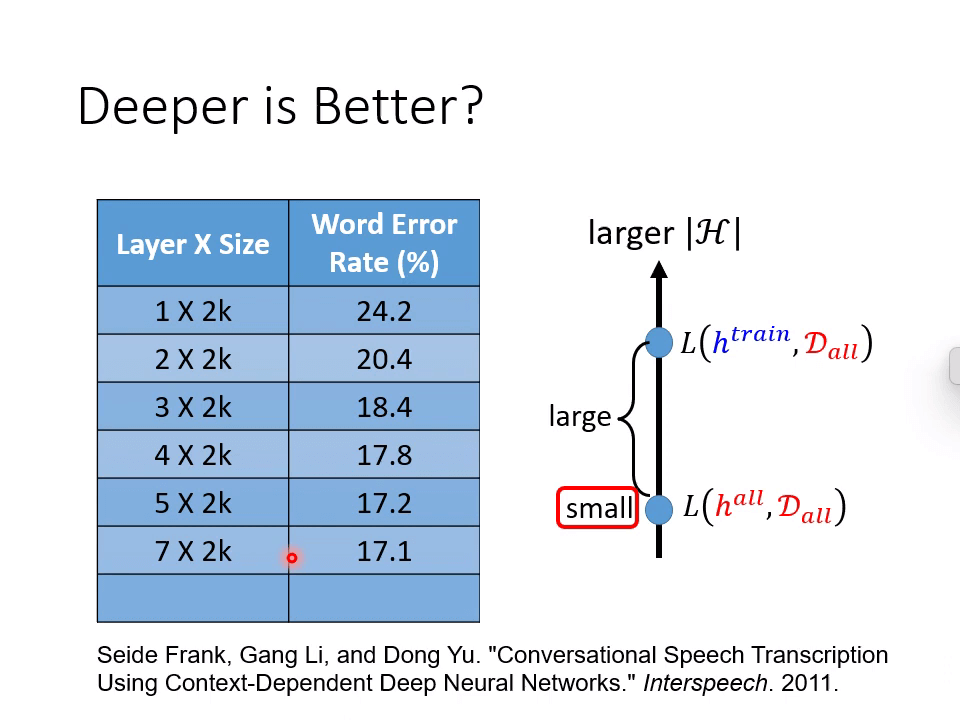 Deeper is Better?
Layer X Size
Word Error
Rate (%)
1 X 2k 24.2
2 X 2k 20.4
3 X 2k 18.4
4 X 2k 17.8
5 X 2k 17.2
7 X 2k 17.1
larger |ℋ|
L(h^{train}, 𝒟_{all})
large
small
L(h^{all}, 𝒟_{all})
Seide Frank, Gang Li, and Dong Yu. "Conversational Speech Transcription
Using Context-Dependent Deep Neural Networks." Interspeech. 2011.